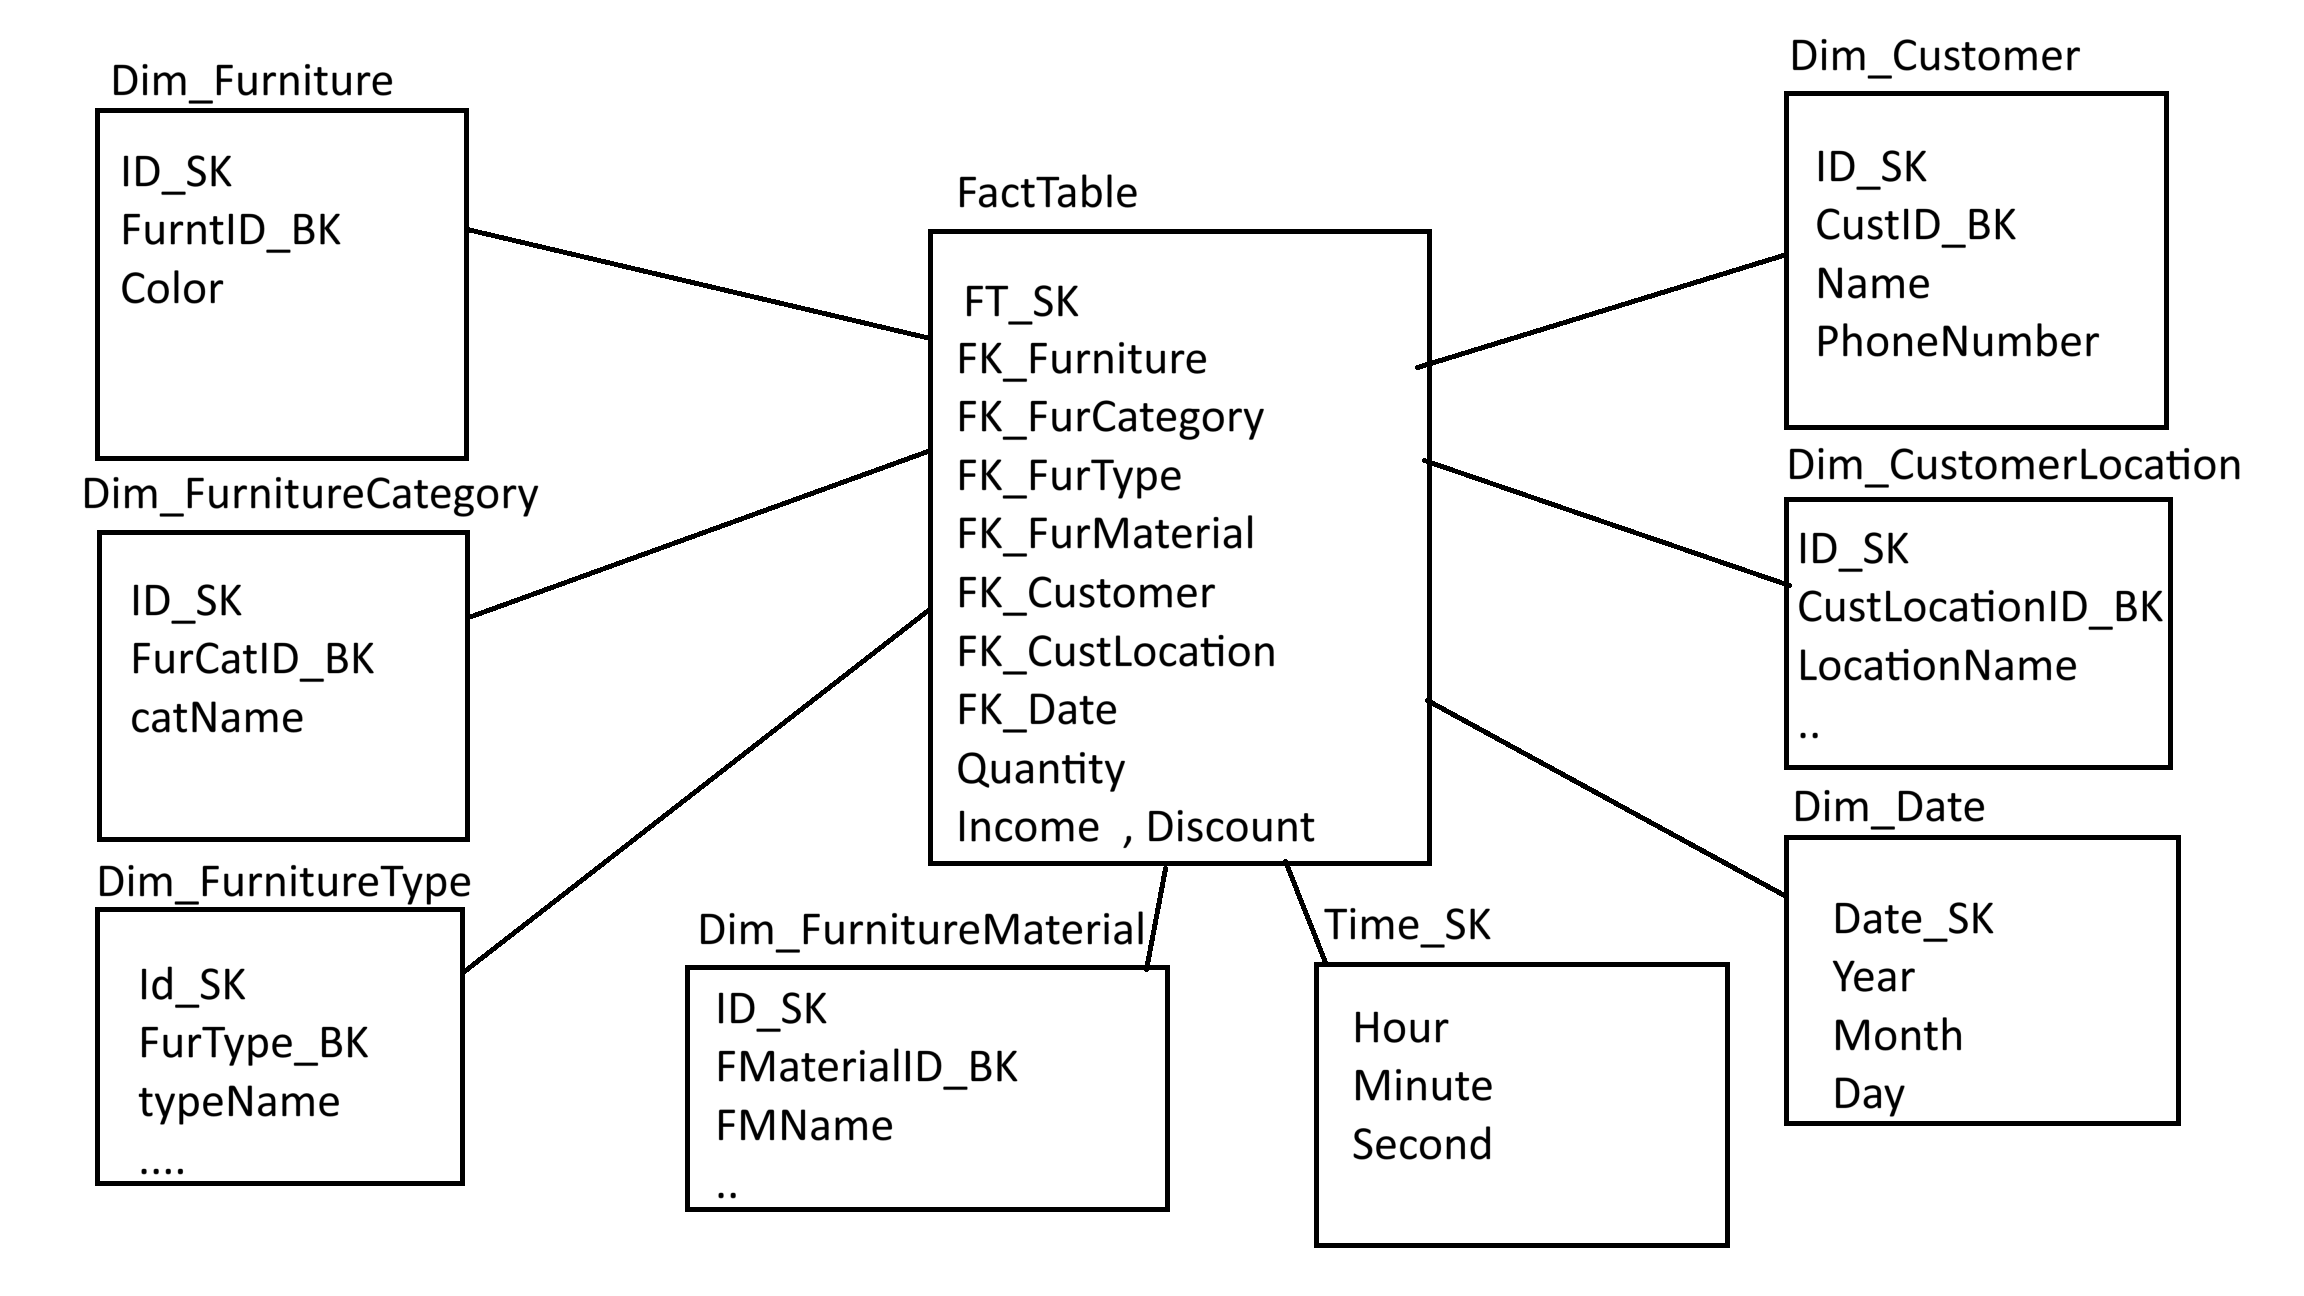 Dim_Furniture
ID_SK
FurntID_BK
Color
Dim_FurnitureCategory
ID_SK
FurCatID_BK
catName
Dim_FurnitureType
Id_SK
FurType_BK
typeName
....
FactTable
FT_SK
FK_Furniture
FK_FurCategory
FK_FurType
FK_FurMaterial
FK_Customer
FK_CustLocation
FK_Date
Quantity
Income , Discount
Dim_FurnitureMaterial
ID_SK
FMaterialID_BK
FMName
..
Time_SK
Hour
Minute
Second
Dim_Customer
ID_SK
CustID_BK
Name
PhoneNumber
Dim_CustomerLocation
ID_SK
CustLocationID_BK
LocationName
..
Dim_Date
Date_SK
Year
Month
Day